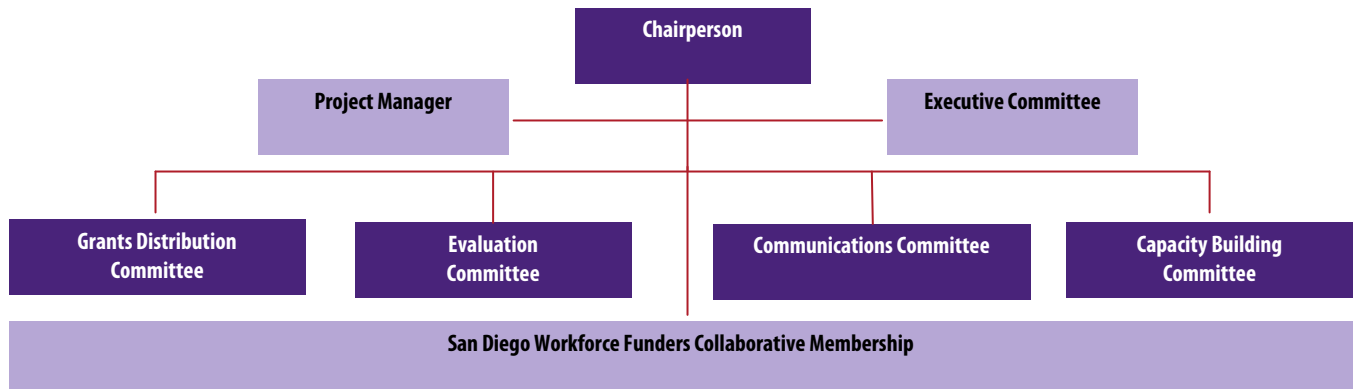 Chairperson
Project Manager
Executive Committee
Grants Distribution
Committee
Evaluation
Committee
Communications Committee
Capacity Building
Committee
San Diego Workforce Funders Collaborative Membership